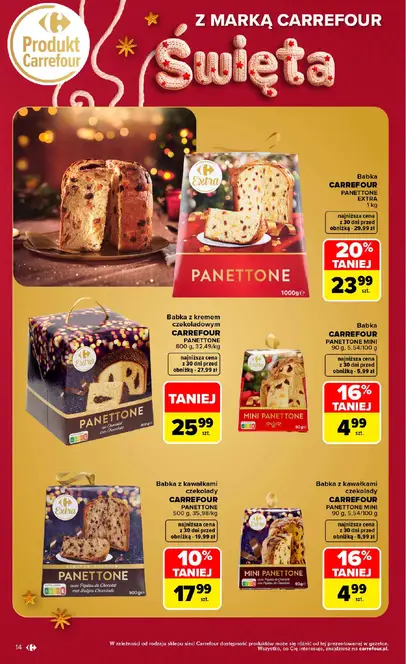 Z MARKĄ CARREFOUR
Święta
Produkt
Carrefour
Carrefour
Extra
PANETTONE
1000g e
Babka
CARREFOUR
PANETTONE
EXTRA
1 kg
najniższa cena
z 30 dni przed
obniżką - 29,99 zł
20%
TANIEJ
23 99
szt.
Babka z kremem
czekoladowym
CARREFOUR
PANETTONE
800 g, 32,49/kg
najniższa cena
z 30 dni przed
obniżką - 27,99 zł
TANIEJ
25 99
szt.
Extra
PANETTONE
Babka
CARREFOUR
PANETTONE MINI
90 g, 5,54/100 g
najniższa cena
z 30 dni przed
obniżką - 5,99 zł
16%
TANIEJ
4 99
szt.
MINI PANETTONE
Babka z kawałkami
czekolady
CARREFOUR
PANETTONE
500 g, 35,98/kg
najniższa cena
z 30 dni przed
obniżką - 19,99 zł
10%
TANIEJ
17 99
szt.
Extra
PANETTONE
Babka z kawałkami
czekolady
CARREFOUR
PANETTONE MINI
90 g, 5,54/100 g
najniższa cena
z 30 dni przed
obniżką - 5,99 zł
16%
TANIEJ
4 99
szt.
MINI PANETTONE
14
W zależności od rodzaju sklepu sieci Carrefour dostępność produktów może się różnić od tej prezentowanej w gazetce.
Wszystko, co Cię interesuje, znajdziesz na carrefour.pl.